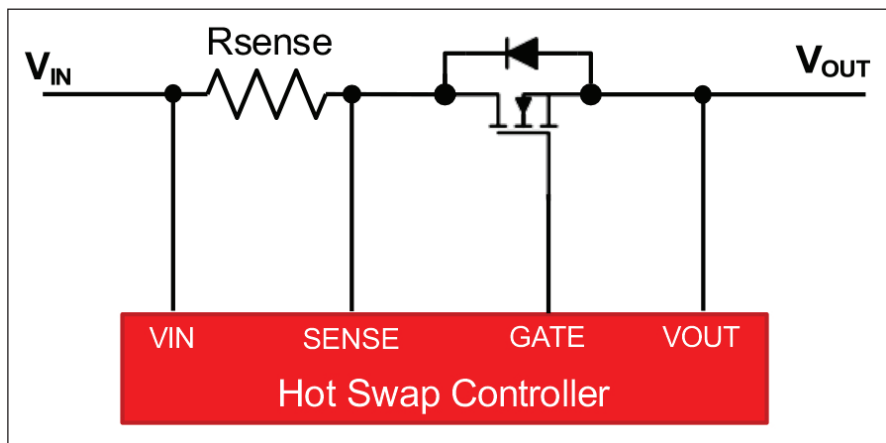 Rsense
VIN
VOUT
VIN SENSE GATE VOUT
Hot Swap Controller